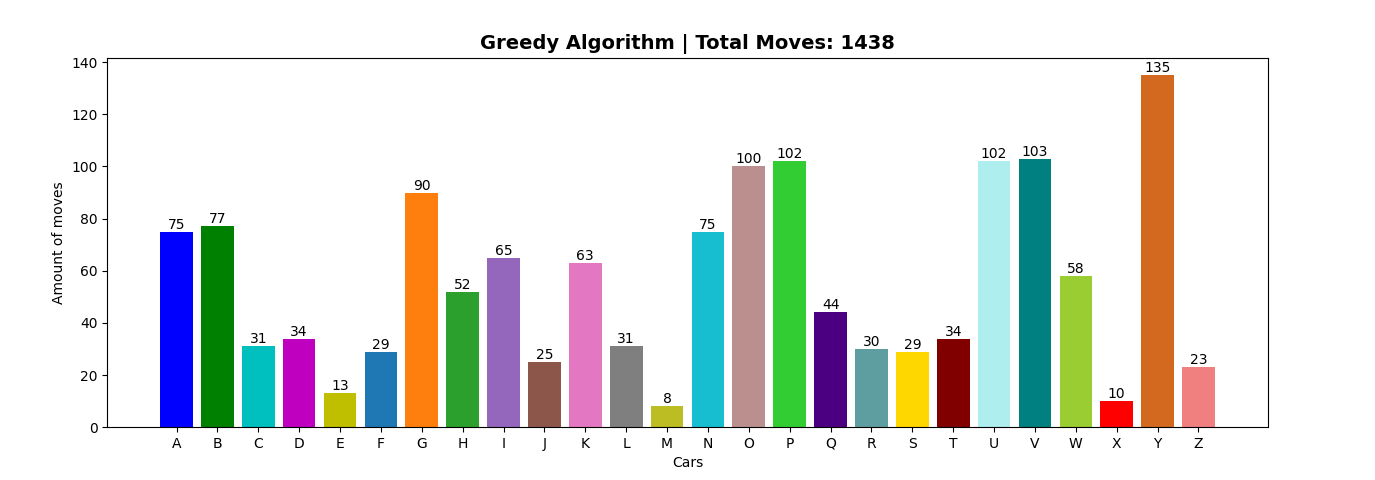 Greedy Algorithm | Total Moves: 1438
140
120
100
80
60
40
20
0
Amount of moves
75 77 31 34 13 29 90 52 65 25 63 31 8 75 100 102 44 30 29 34 102 103 58 10 135 23
A B C D E F G H I J K L M N O P Q R S T U V W X Y Z
Cars